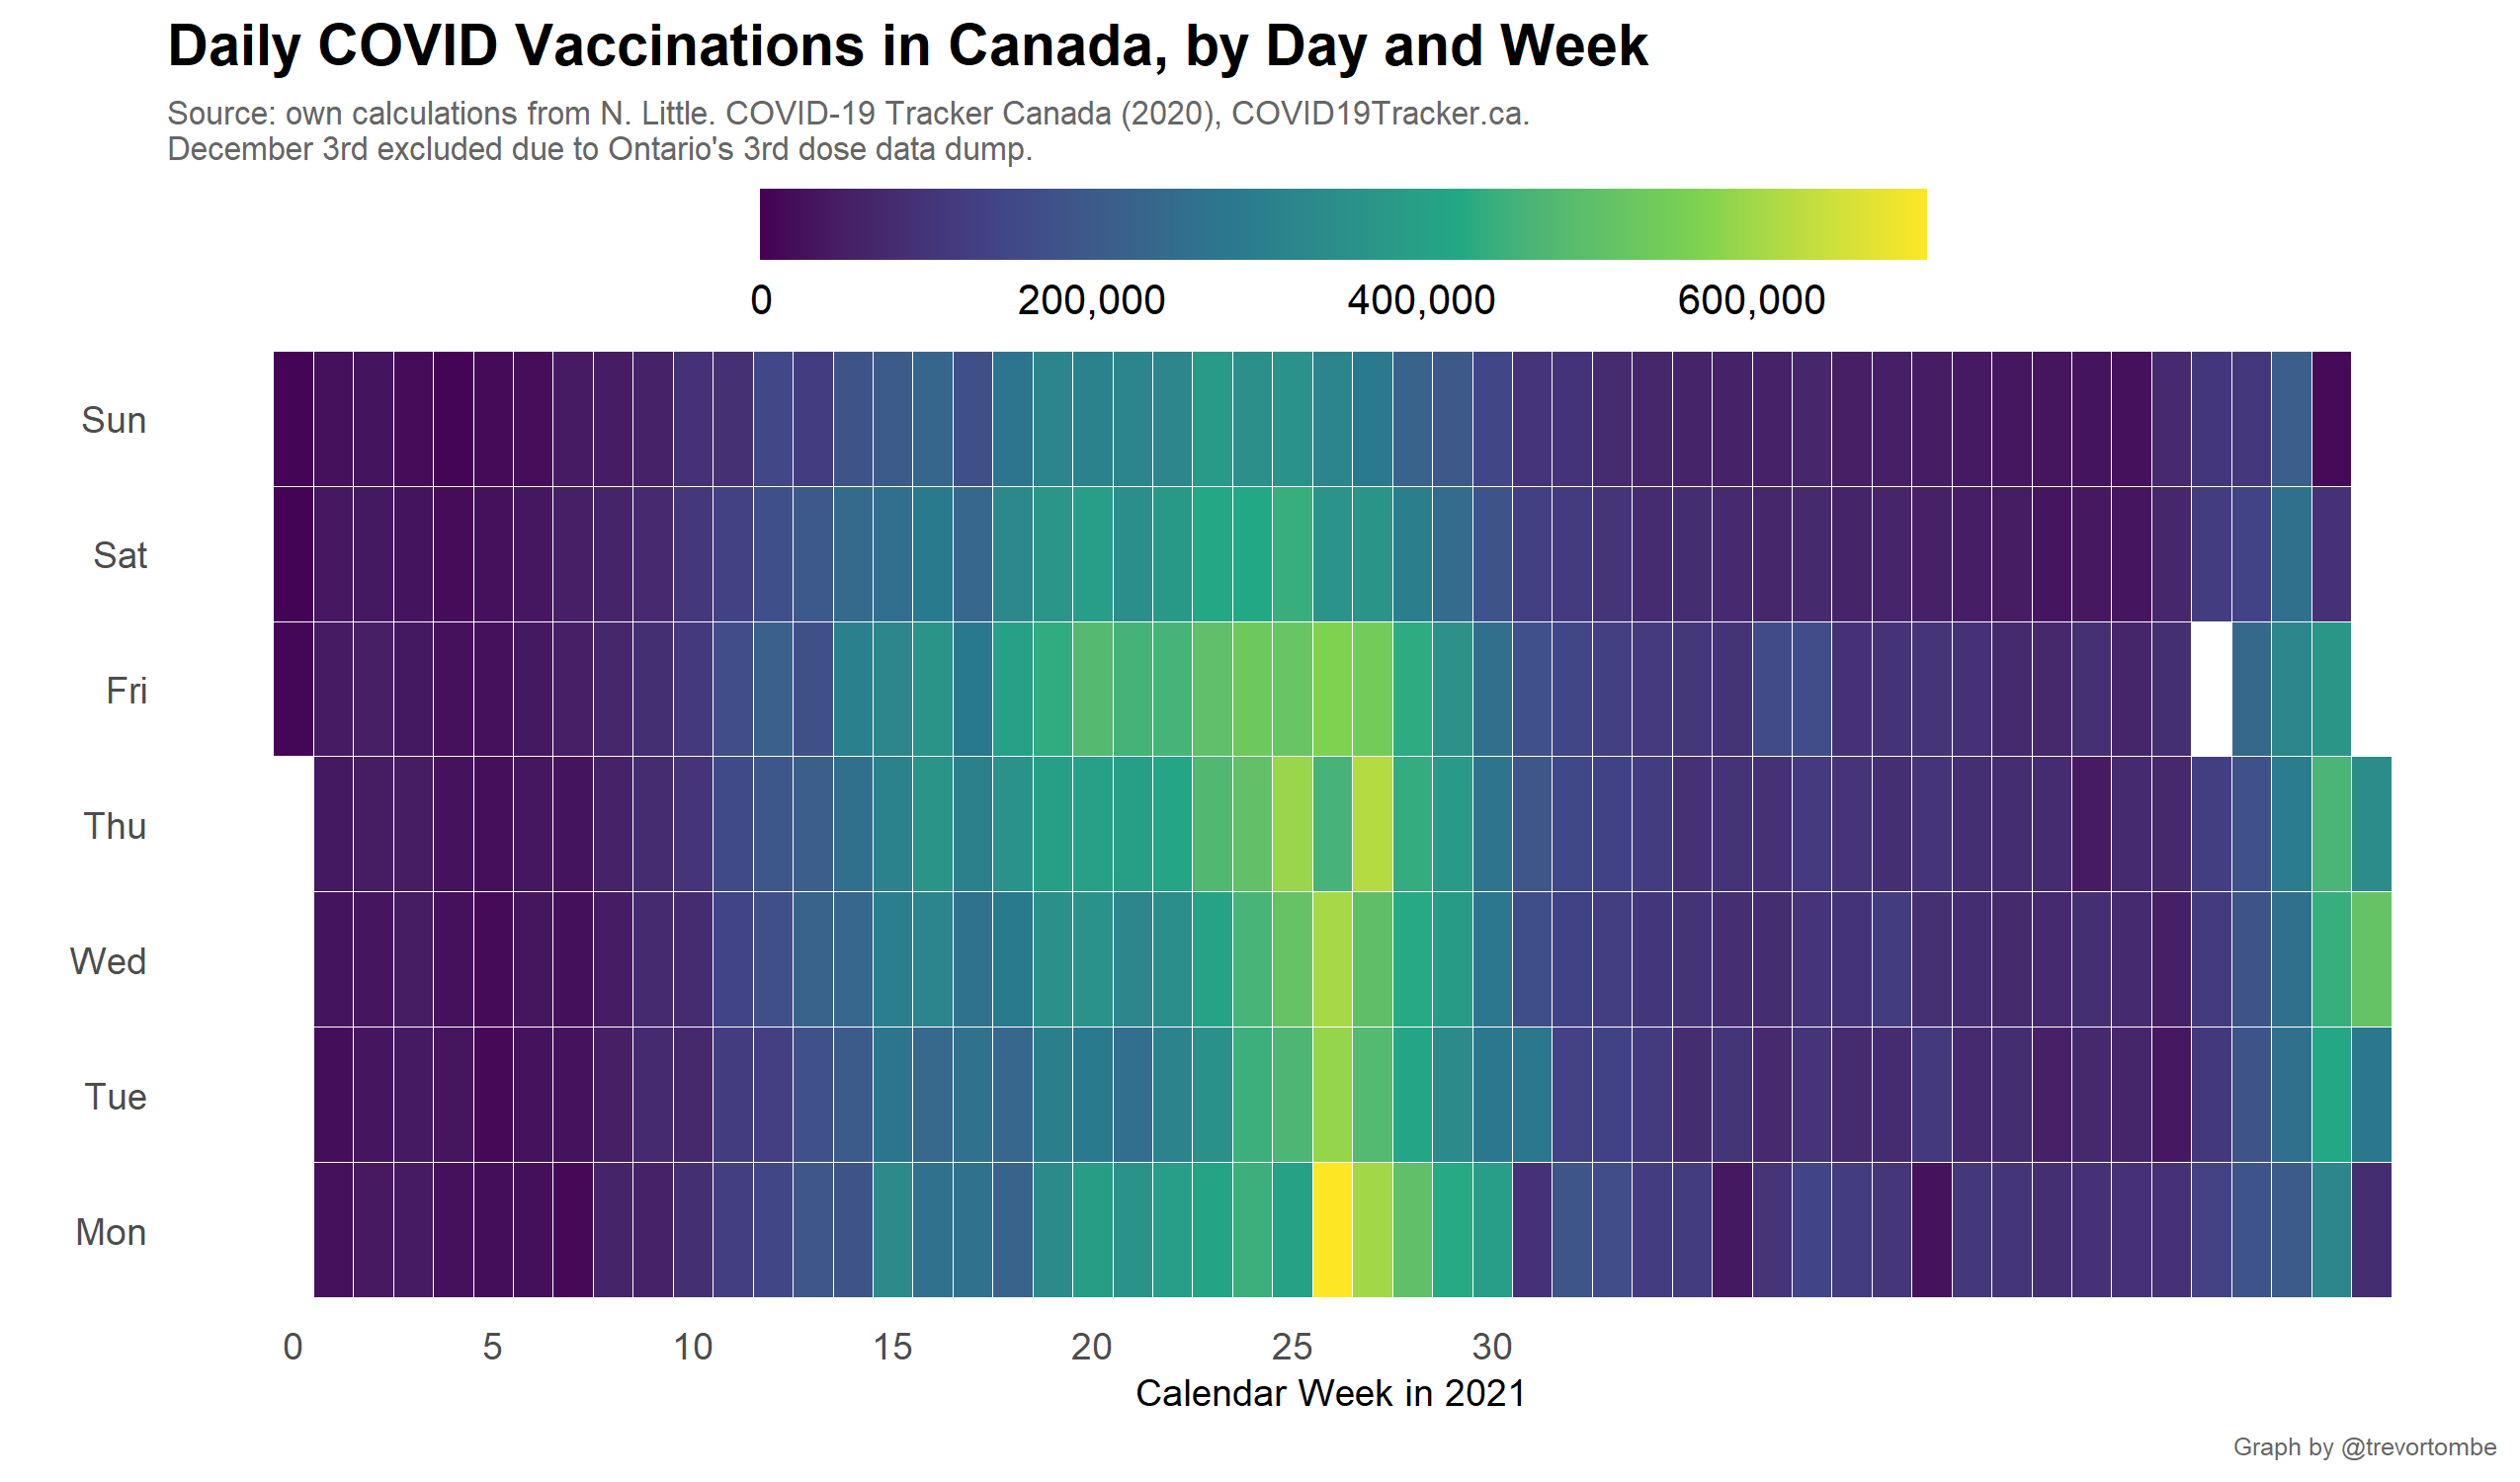 Daily COVID Vaccinations in Canada, by Day and Week
Source: own calculations from N. Little. COVID-19 Tracker Canada (2020), COVID19Tracker.ca.
December 3rd excluded due to Ontario's 3rd dose data dump.
0 200,000 400,000 600,000
Sun
Sat
Fri
Thu
Wed
Tue
Mon
0 5 10 15 20 25 30
Calendar Week in 2021
Graph by @trevortombe